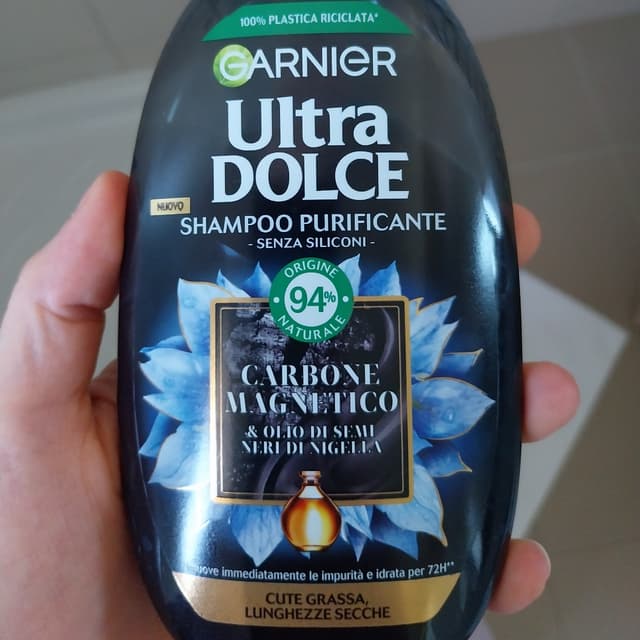 100% PLASTICA RICICLATA*
GARNIER
Ultra
DOLCE
NUOVO
SHAMPOO PURIFICANTE
- SENZA SILICONI -
ORIGINE
94%
NATURALE
CARBONE
MAGNETICO
& OLIO DI SEMI
NERI DI NIGELLA
immediatamente le impurità e idrata per 72H**
CUTE GRASSA,
LUNGHEZZE SECCHE